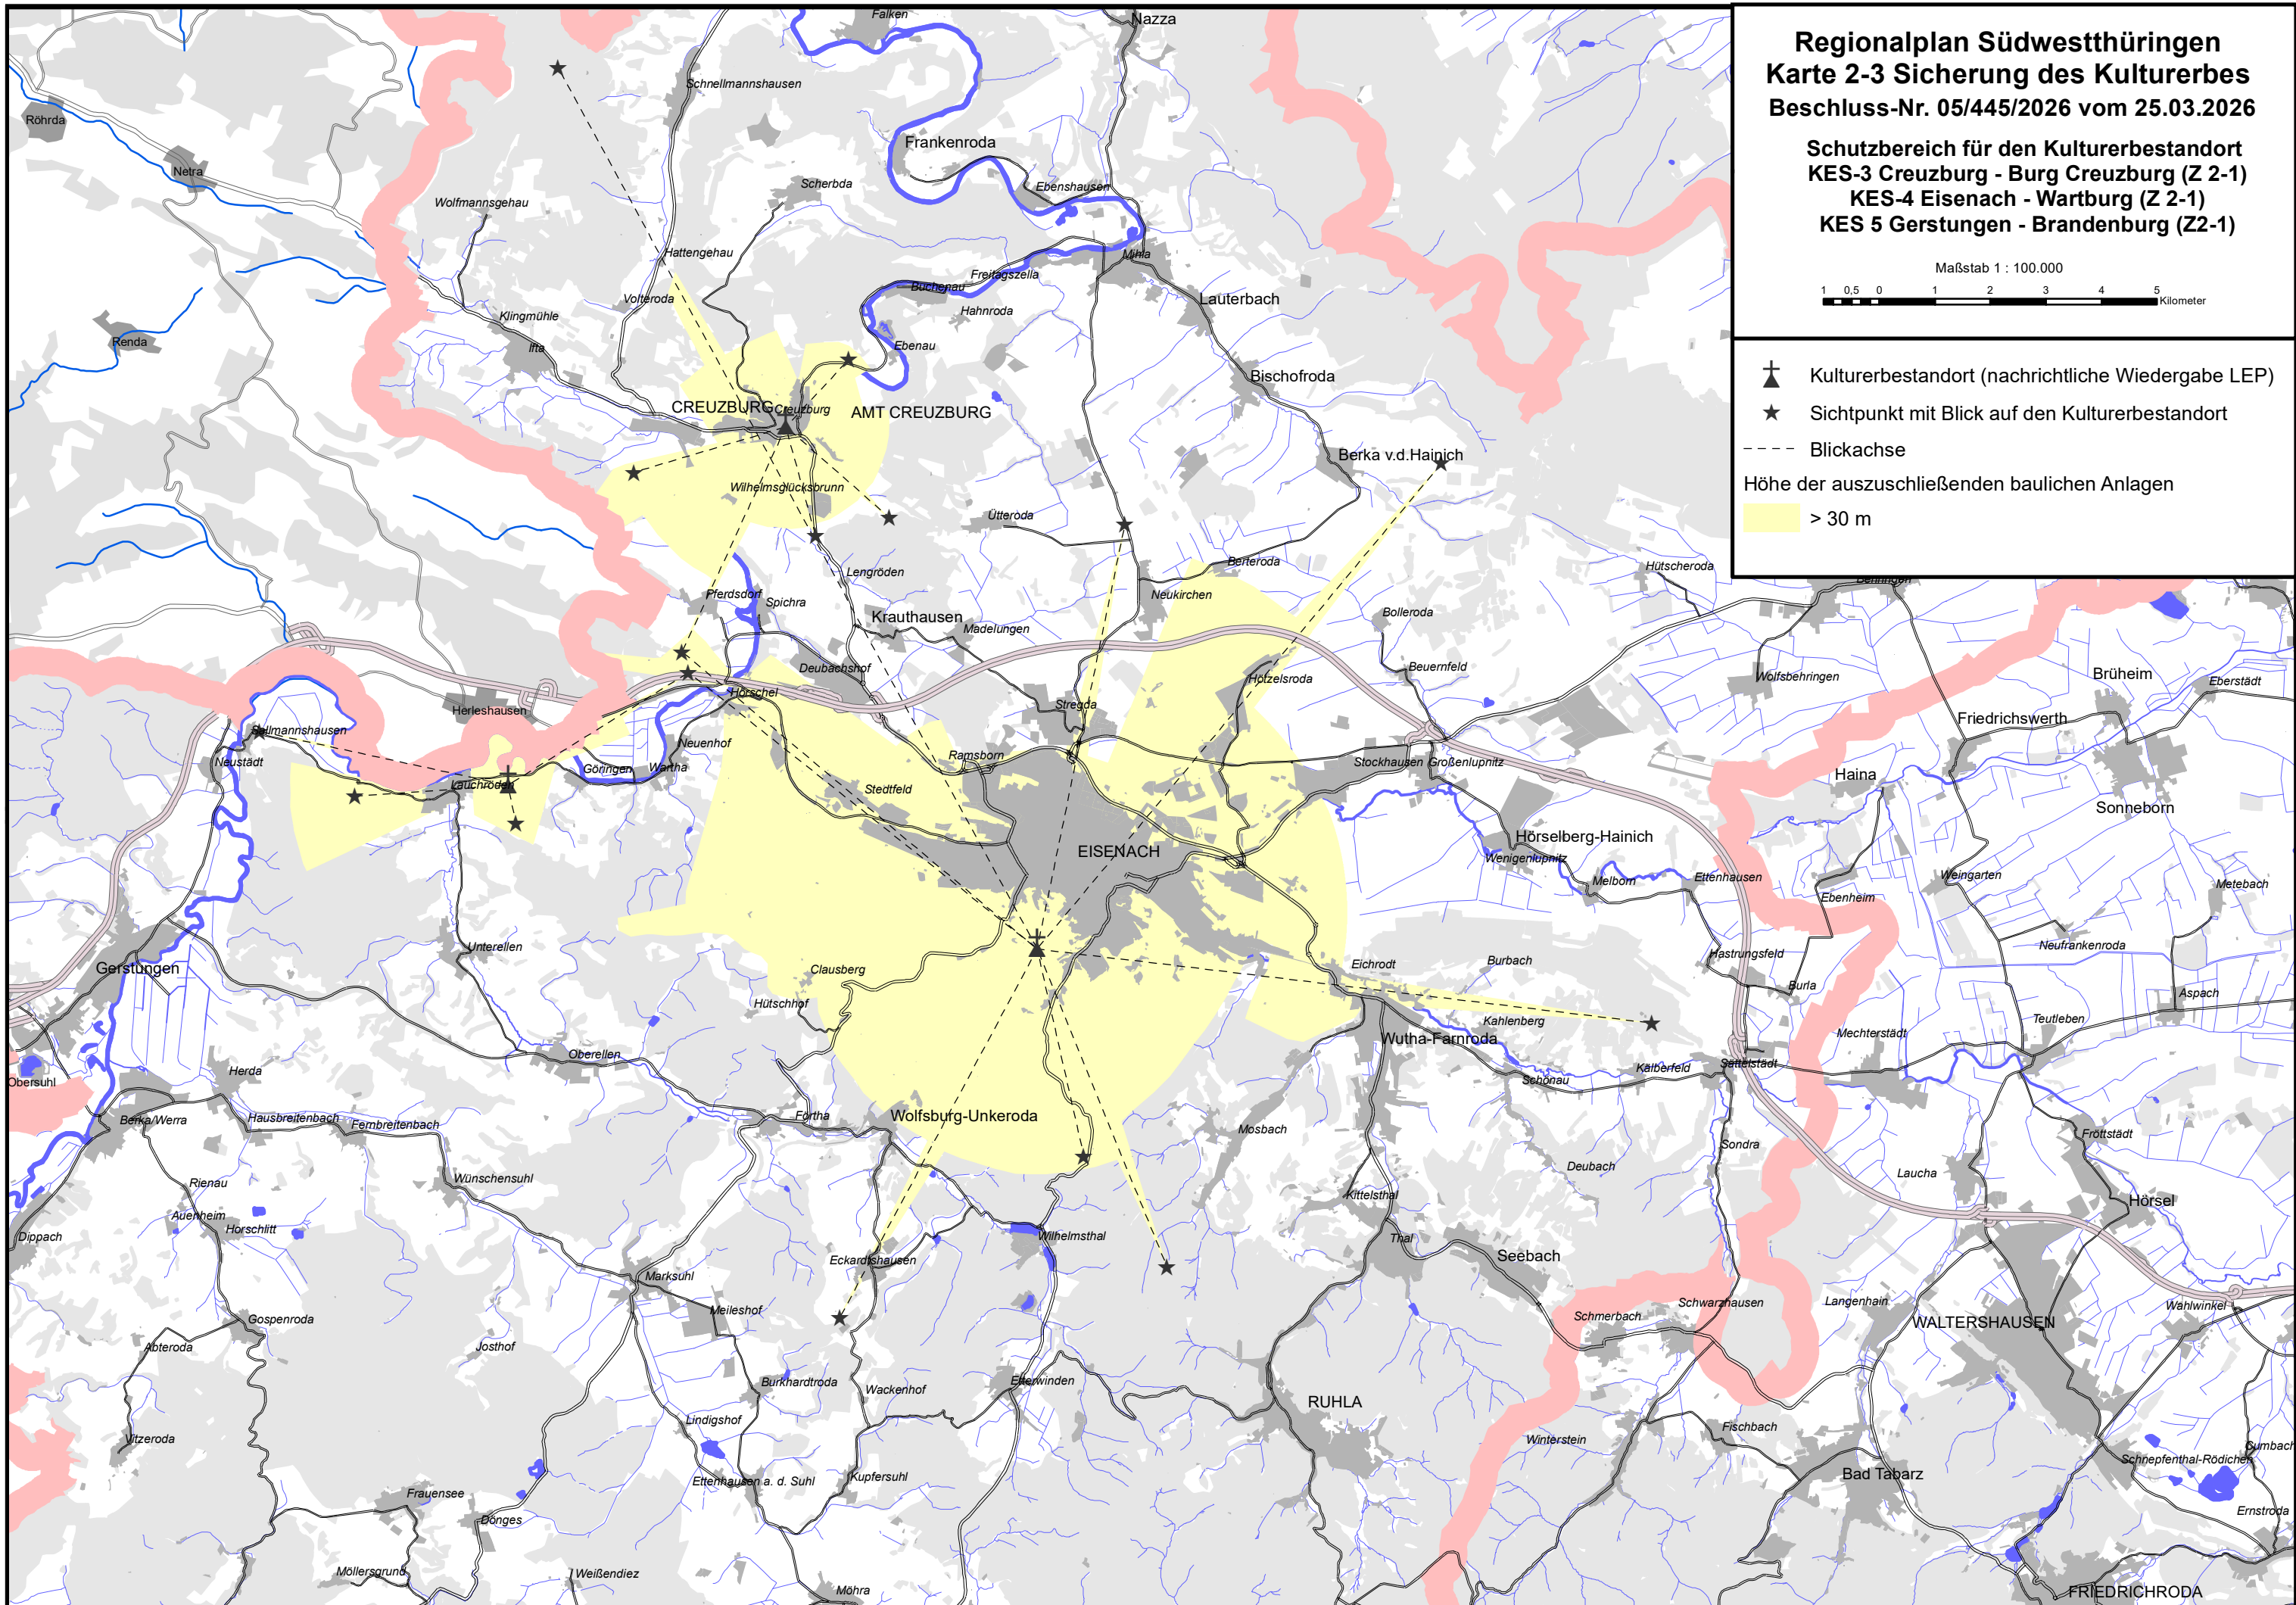 Regionalplan Südwestthüringen
Karte 2-3 Sicherung des Kulturerbes
Beschluss-Nr. 05/445/2026 vom 25.03.2026
Schutzbereich für den Kulturerbestandort
KES-3 Creuzburg - Burg Creuzburg (Z 2-1)
KES-4 Eisenach - Wartburg (Z 2-1)
KES 5 Gerstungen - Brandenburg (Z2-1)
Maßstab 1 : 100.000
1 0,5 0 1 2 3 4 5
Kilometer
Kulturerbestandort (nachrichtliche Wiedergabe LEP)
Sichtpunkt mit Blick auf den Kulturerbestandort
Blickachse
Höhe der auszuschließenden baulichen Anlagen
> 30 m
Falken
Nazza
Schnellmannshausen
Röhrda
Frankenroda
Netra
Scherbda
Ebenshausen
Wolfmannsgehau
Hattengehau
Mihla
Freitagszella
Buchenau
Volteroda
Lauterbach
Hahnroda
Klingmühle
Renda
Ifta
Ebenau
Bischofroda
CREUZBURG
Creuzburg
AMT CREUZBURG
Berka v.d.Hainich
Wilhelmsglücksbrunn
Ütteroda
Berteroda
Hütscheroda
Lengröden
Behringen
Pferdsdorf
Spichra
Neukirchen
Krauthausen
Bolleroda
Madelungen
Deubachshof
Beuernfeld
Wolfsbehringen
Brüheim
Eberstädt
Hötzelsroda
Hörschel
Herleshausen
Stregda
Friedrichswerth
Sallmannshausen
Neuenhof
Ramsborn
Neustädt
Göringen
Wartha
Stockhausen
Großenlupnitz
Haina
Lauchröden
Stedtfeld
Sonneborn
Hörselberg-Hainich
EISENACH
Wenigenlupnitz
Melborn
Ettenhausen
Weingarten
Metebach
Ebenheim
Unterellen
Neufrankenroda
Gerstungen
Clausberg
Eichrodt
Burbach
Hastrungsfeld
Burla
Hütschhof
Aspach
Kahlenberg
Teutleben
Mechterstädt
Wutha-Farnroda
Oberellen
Herda
Obersuhl
Schönau
Kälberfeld
Sättelstädt
Berka/Werra
Hausbreitenbach
Fernbreitenbach
Förtha
Wolfsburg-Unkeroda
Mosbach
Fröttstädt
Sondra
Deubach
Laucha
Wünschensuhl
Rienau
Kittelsthal
Hörsel
Auenheim
Horschlitt
Dippach
Wilhelmsthal
Thal
Seebach
Eckardtshausen
Marksuhl
Meileshof
Schwarzhausen
Langenhain
Wahlwinkel
Gospenroda
Schmerbach
WALTERSHAUSEN
Abteroda
Josthof
Burkhardtroda
Wackenhof
Etterwinden
RUHLA
Lindigshof
Fischbach
Vitzeroda
Winterstein
Cumbach
Schnepfenthal-Rödichen
Bad Tabarz
Ettenhausen a. d. Suhl
Kupfersuhl
Frauensee
Dönges
Ernstroda
Möllersgrund
Weißendiez
Möhra
FRIEDRICHRODA